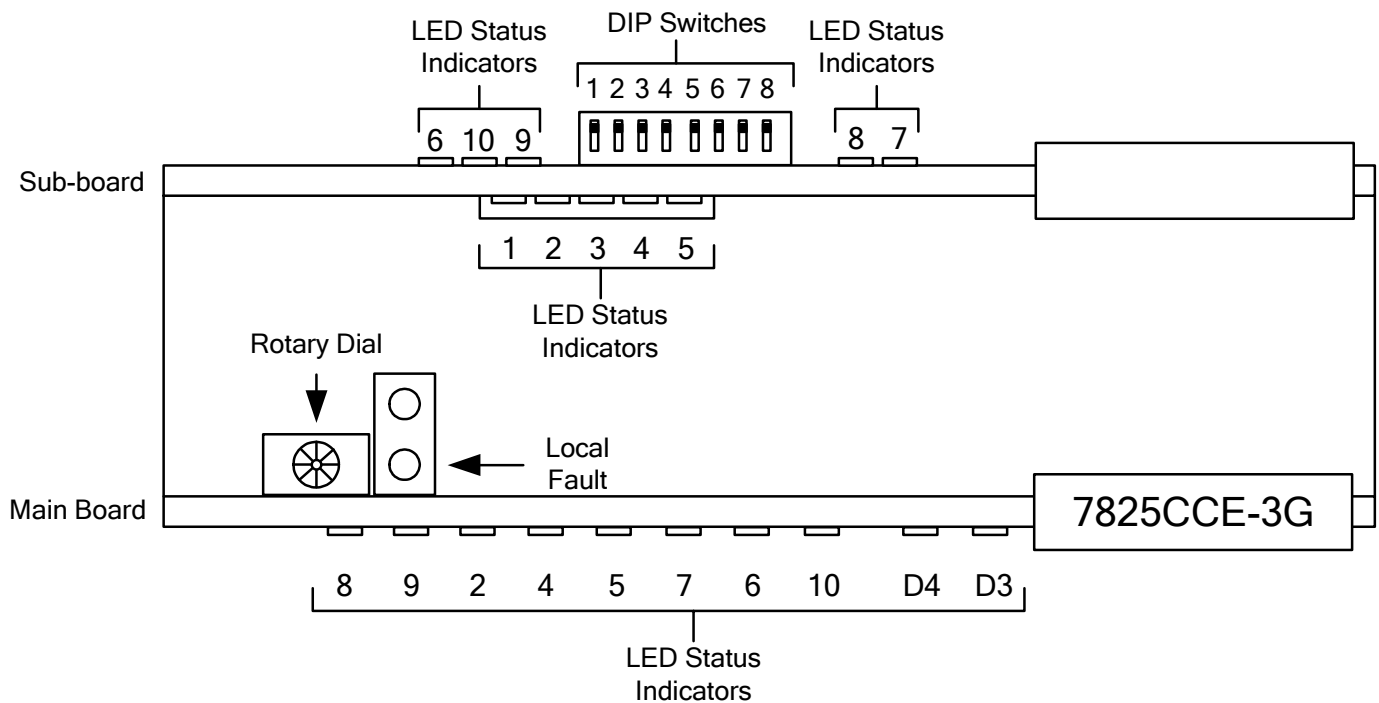 LED Status
Indicators
DIP Switches
LED Status
Indicators
1 2 3 4 5 6 7 8
6 10 9
8 7
Sub-board
1 2 3 4 5
LED Status
Indicators
Rotary Dial
Local
Fault
Main Board
7825CCE-3G
8 9 2 4 5 7 6 10 D4 D3
LED Status
Indicators